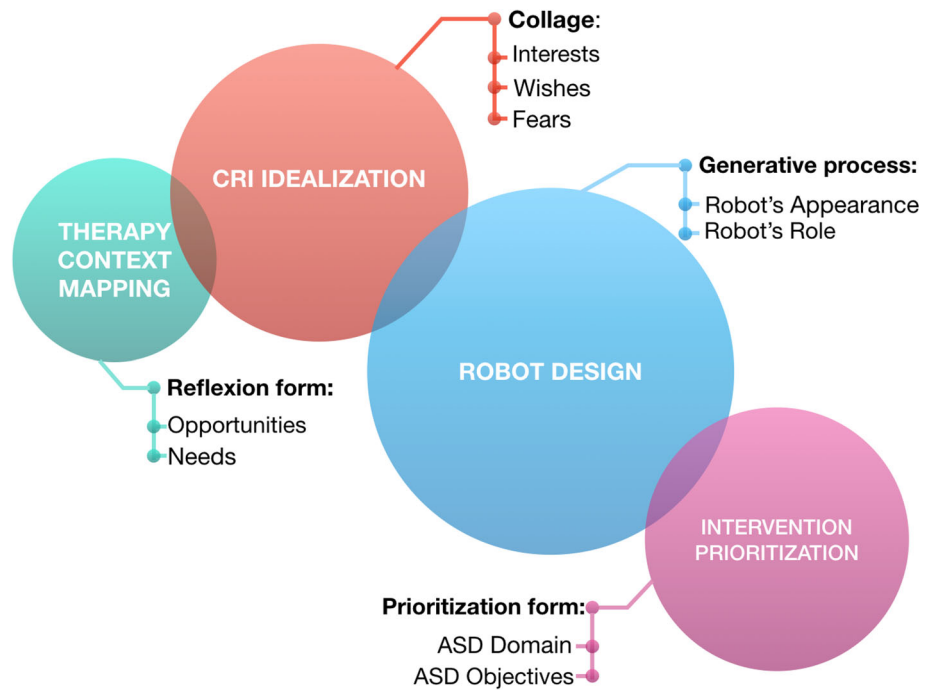 Collage:
Interests
Wishes
Fears
CRI IDEALIZATION
Generative process:
Robot's Appearance
Robot's Role
THERAPY
CONTEXT
MAPPING
ROBOT DESIGN
Reflexion form:
Opportunities
Needs
INTERVENTION
PRIORITIZATION
Prioritization form:
ASD Domain
ASD Objectives